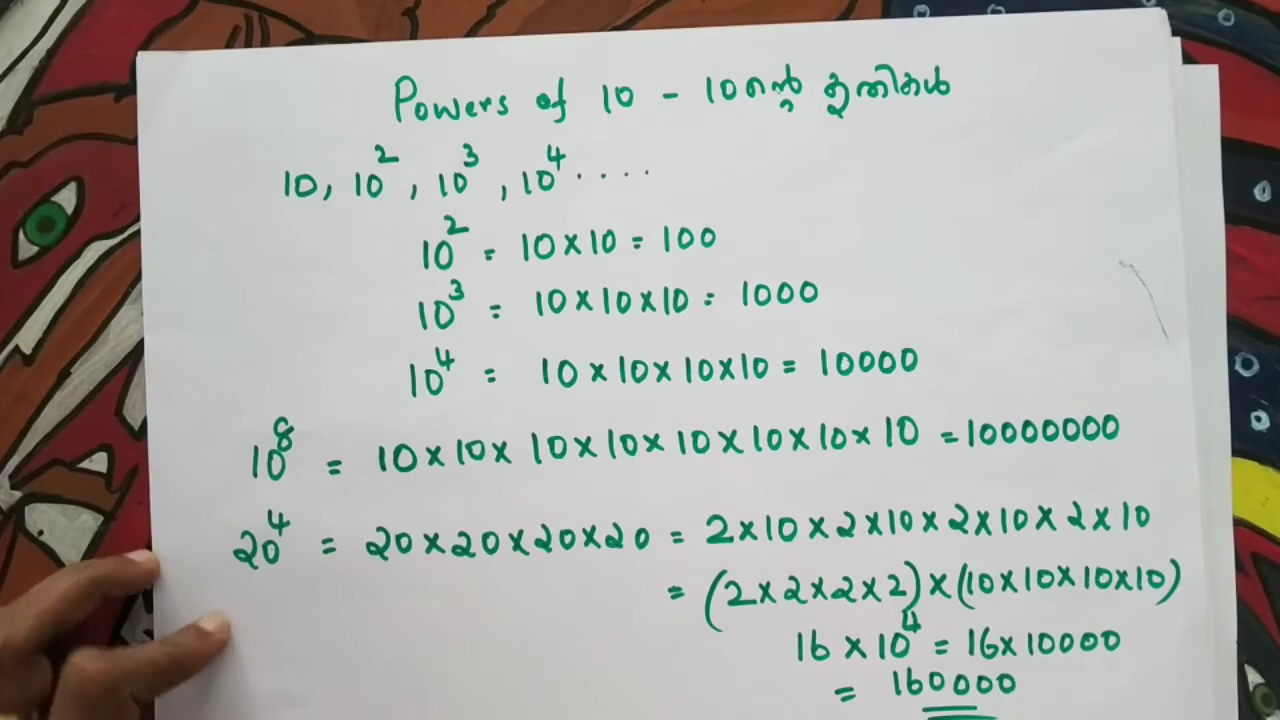 Powers of 10 - 10ന്റെ കൃതികൾ
10, 10², 10³, 10⁴ ....
10² = 10×10 = 100
10³ = 10×10×10 = 1000
10⁴ = 10×10×10×10 = 10000
10⁸ = 10×10×10×10×10×10×10×10 =10000000
20⁴ = 20×20×20×20 = 2×10×2×10×2×10×2×10
= (2×2×2×2)×(10×10×10×10)
16×10⁴ = 16×10000
= 160000